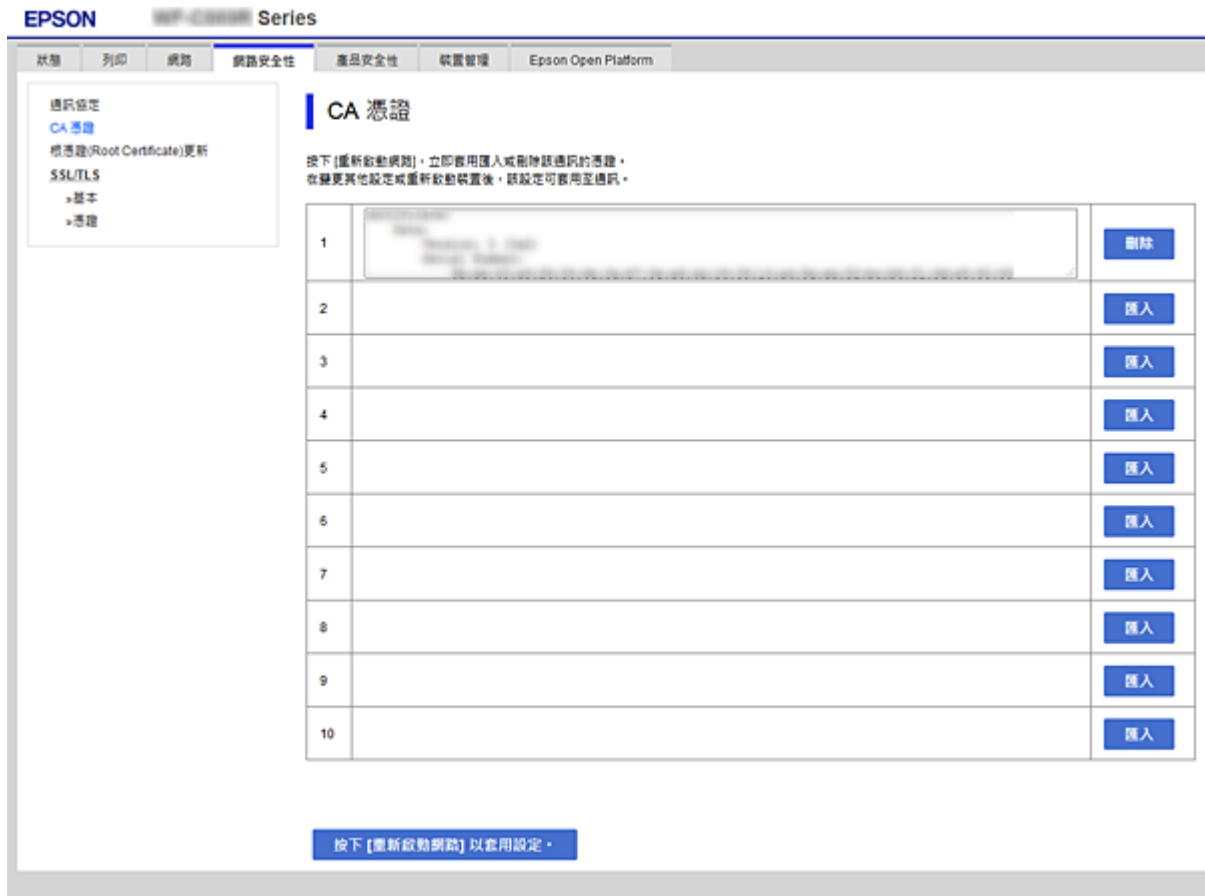 EPSON Series
狀態 列印 網路 網路安全性 產品安全性 裝置管理 Epson Open Platform
通訊協定
CA 憑證
根憑證(Root Certificate)更新
SSL/TLS
»基本
»憑證
CA 憑證
按下 [重新啟動網路]，立即套用匯入或刪除該通訊的憑證。
在變更其他設定或重新啟動裝置後，該設定可套用至通訊。
1 刪除
2 匯入
3 匯入
4 匯入
5 匯入
6 匯入
7 匯入
8 匯入
9 匯入
10 匯入
按下 [重新啟動網路] 以套用設定。